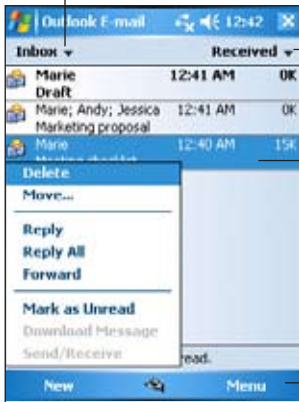 Outlook E-mail 12:42
Inbox Received
Marie 12:41 AM 0K
Draft
Marie; Andy; Jessica 12:41 AM 0K
Marketing proposal
Marie 12:40 AM 15K
Meeting checklist
Delete
Move...
Reply
Reply All
Forward
Mark as Unread
Download Message
Send/Receive
read.
New Menu